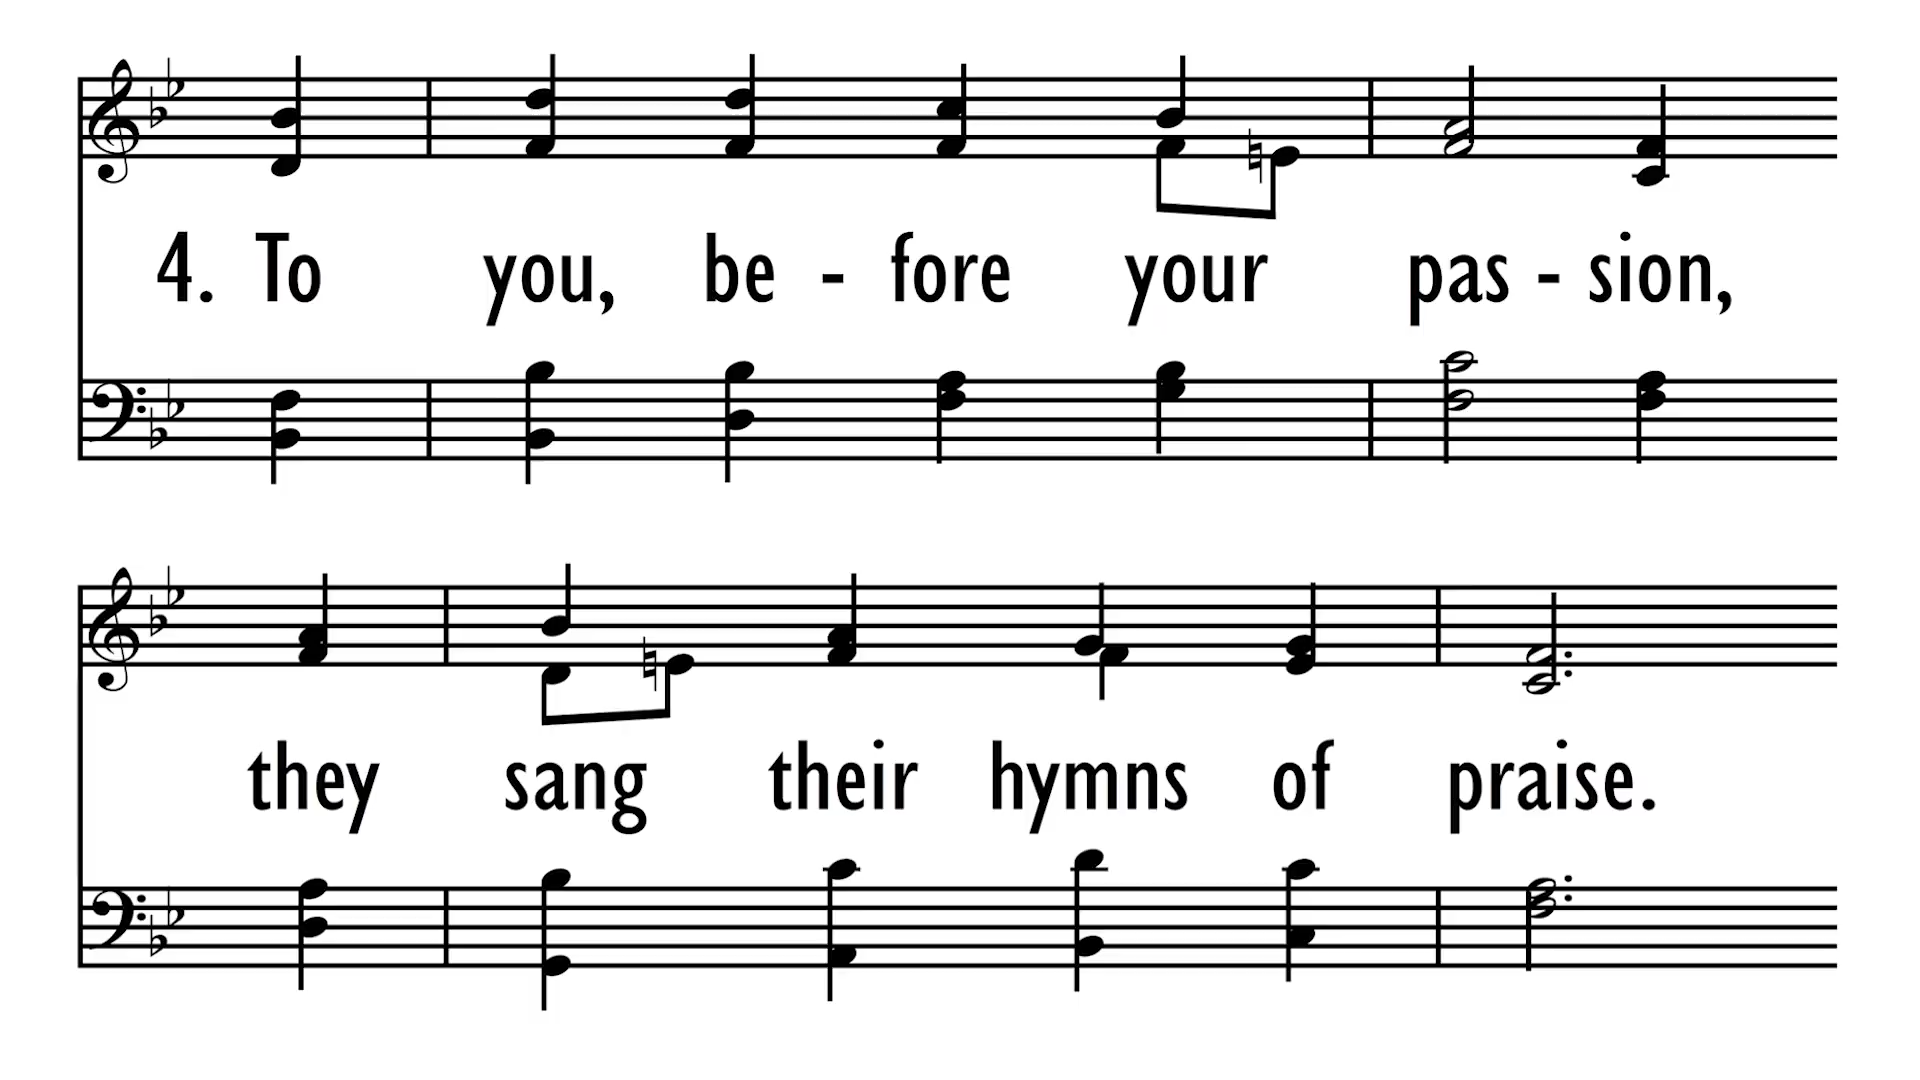 4. To you, be - fore your pas - sion,
they sang their hymns of praise.